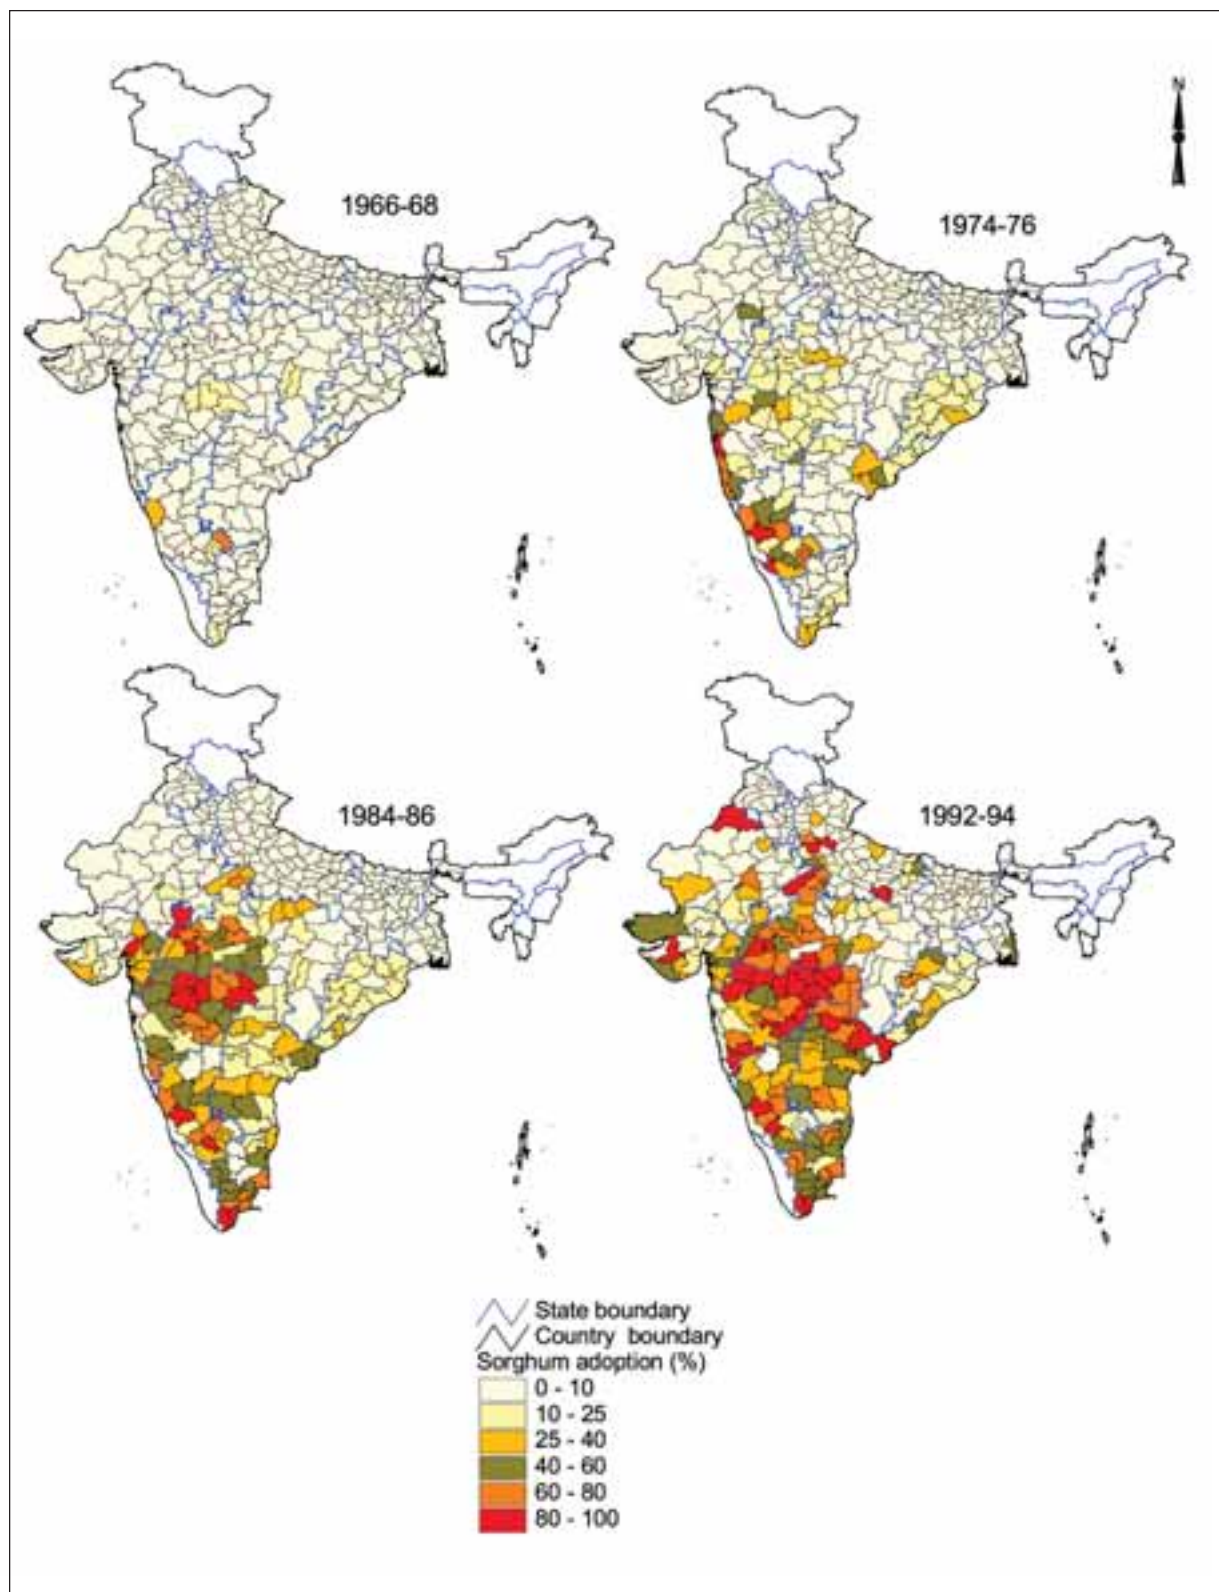 N
1966-68
1974-76
1984-86
1992-94
State boundary
Country boundary
Sorghum adoption (%)
0 - 10
10 - 25
25 - 40
40 - 60
60 - 80
80 - 100